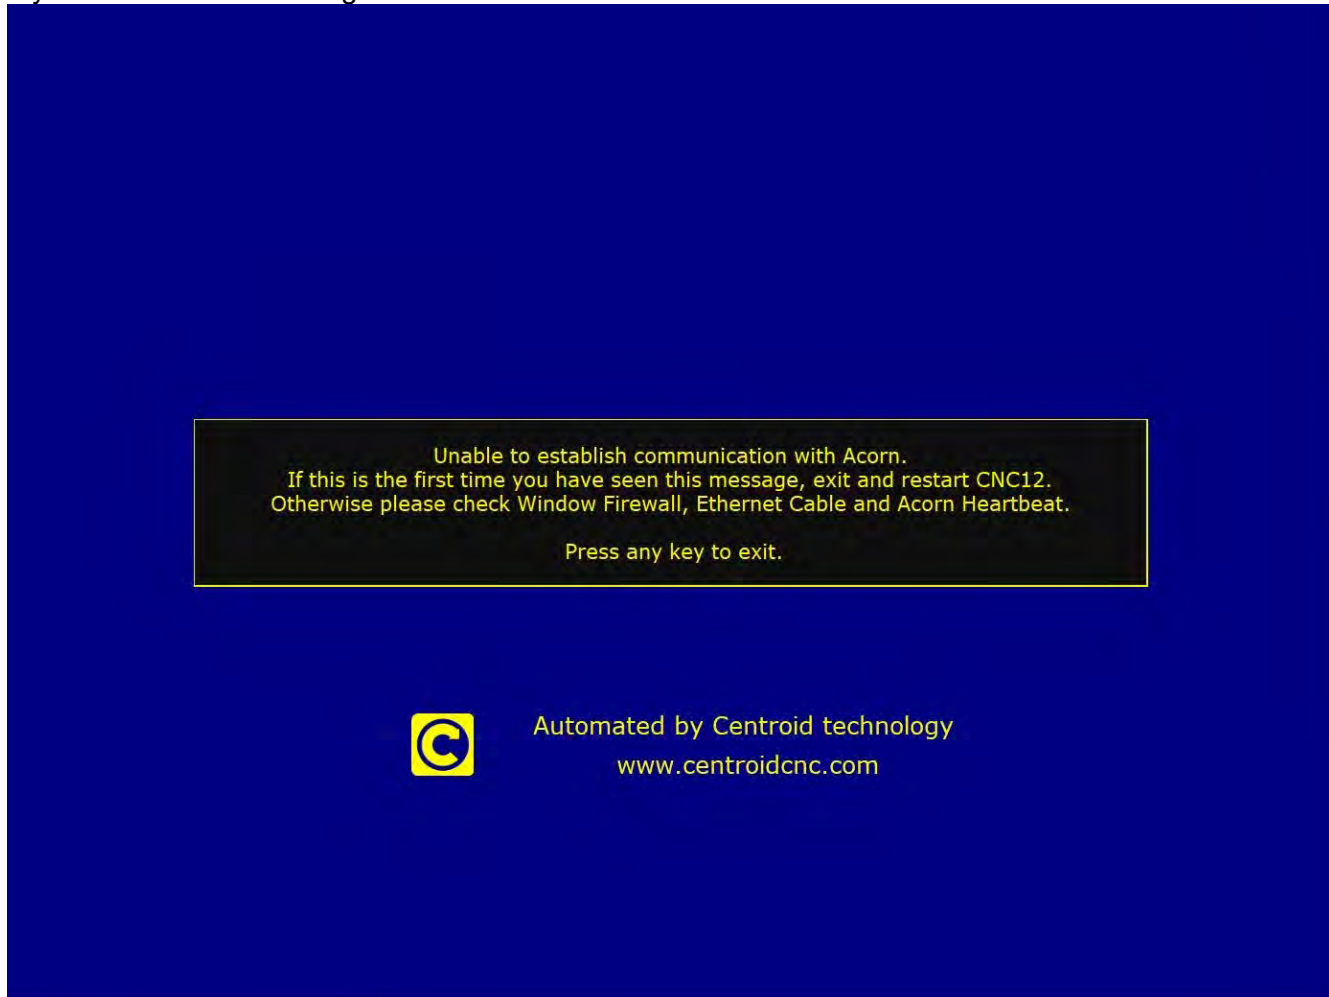 Unable to establish communication with Acorn.
If this is the first time you have seen this message, exit and restart CNC12.
Otherwise please check Window Firewall, Ethernet Cable and Acorn Heartbeat.
Press any key to exit.
Automated by Centroid technology
www.centroidcnc.com